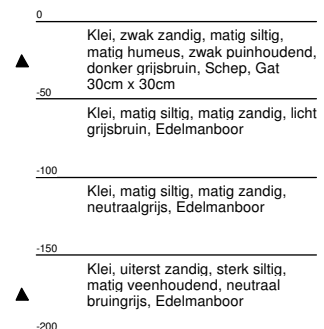 0
Klei, zwak zandig, matig siltig,
matig humeus, zwak puinhoudend,
donker grijsbruin, Schep, Gat
30cm x 30cm
-50
Klei, matig siltig, matig zandig, licht
grijsbruin, Edelmanboor
-100
Klei, matig siltig, matig zandig,
neutraalgrijs, Edelmanboor
-150
Klei, uiterst zandig, sterk siltig,
matig veenhoudend, neutraal
bruingrijs, Edelmanboor
-200